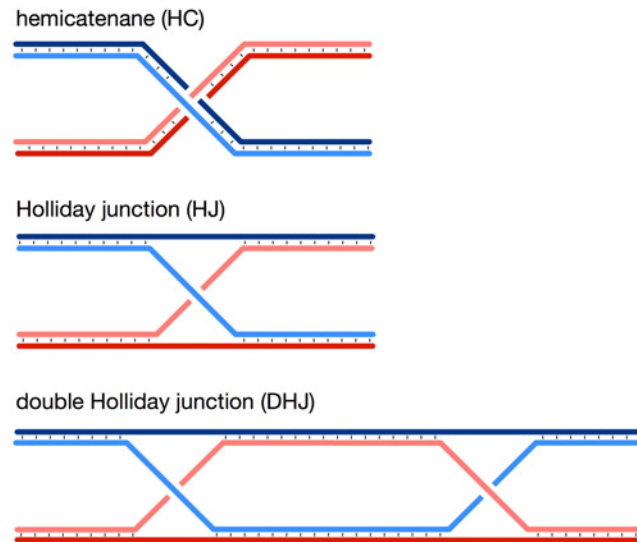 hemicatenane (HC)
Holliday junction (HJ)
double Holliday junction (DHJ)